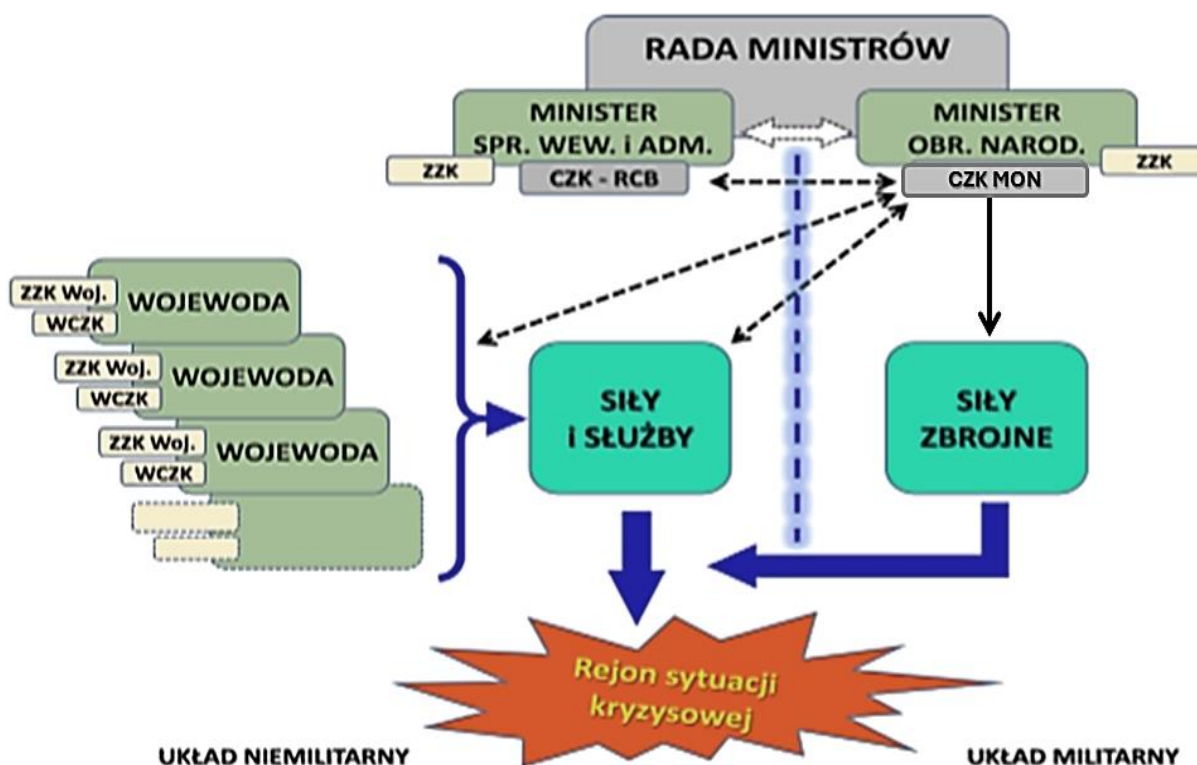 RADA MINISTRÓW
MINISTER
SPR. WEW. i ADM.
ZZK
CZK - RCB
MINISTER
OBR. NAROD.
ZZK
CZK MON
ZZK Woj.
WCZK
WOJEWODA
ZZK Woj.
WCZK
WOJEWODA
ZZK Woj.
WCZK
WOJEWODA
SIŁY
i SŁUŻBY
SIŁY
ZBROJNE
Rejon sytuacji
kryzysowej
UKŁAD NIEMILITARNY
UKŁAD MILITARNY